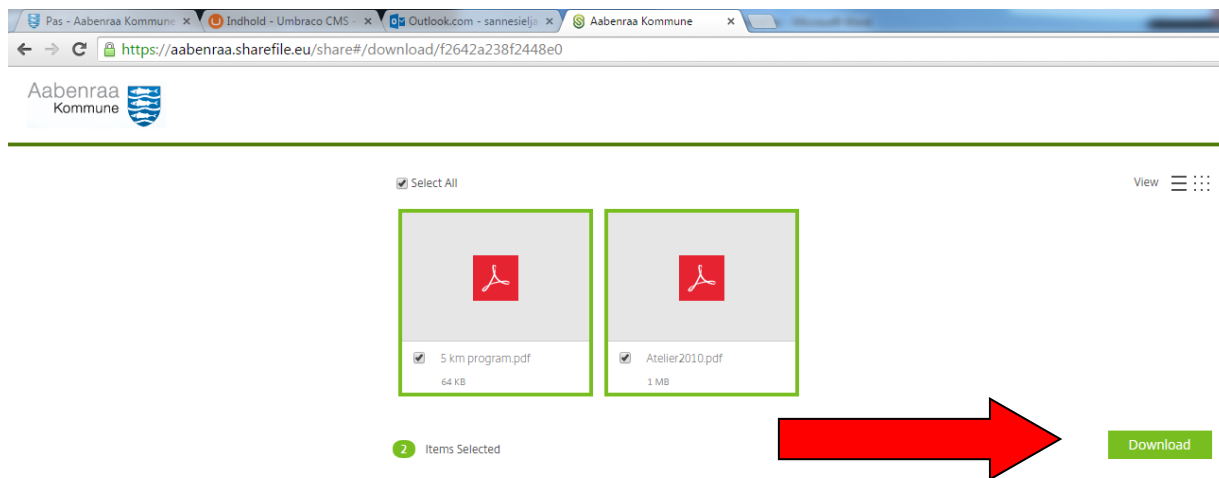 Pas - Aabenraa Kommune
Indhold - Umbraco CMS -
Outlook.com - sannesielja
Aabenraa Kommune
https://aabenraa.sharefile.eu/share#/download/f2642a238f2448e0
Aabenraa
Kommune
Select All
View
5 km program.pdf
Atelier2010.pdf
64 KB
1 MB
2 Items Selected
Download